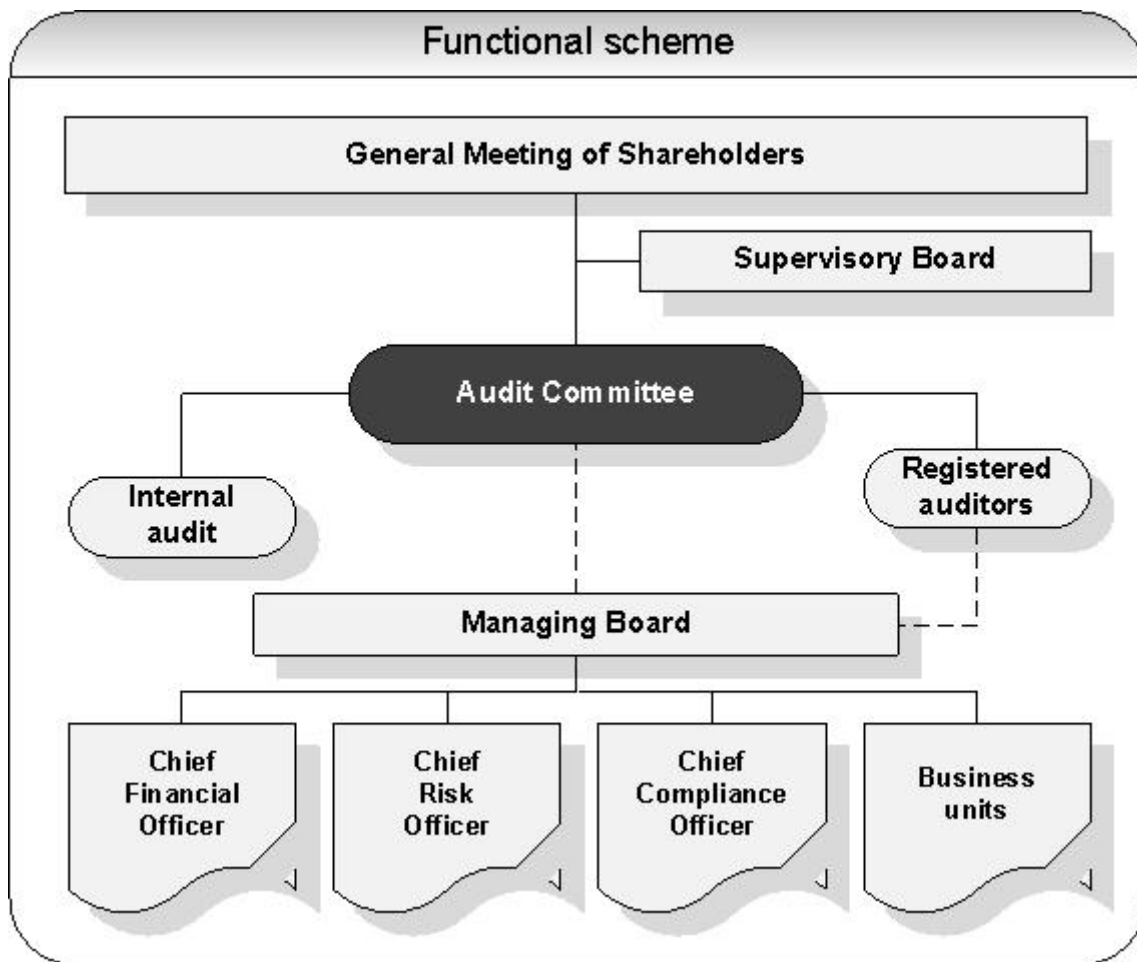 Functional scheme
General Meeting of Shareholders
Supervisory Board
Audit Committee
Internal
audit
Registered
auditors
Managing Board
Chief
Financial
Officer
Chief
Risk
Officer
Chief
Compliance
Officer
Business
units